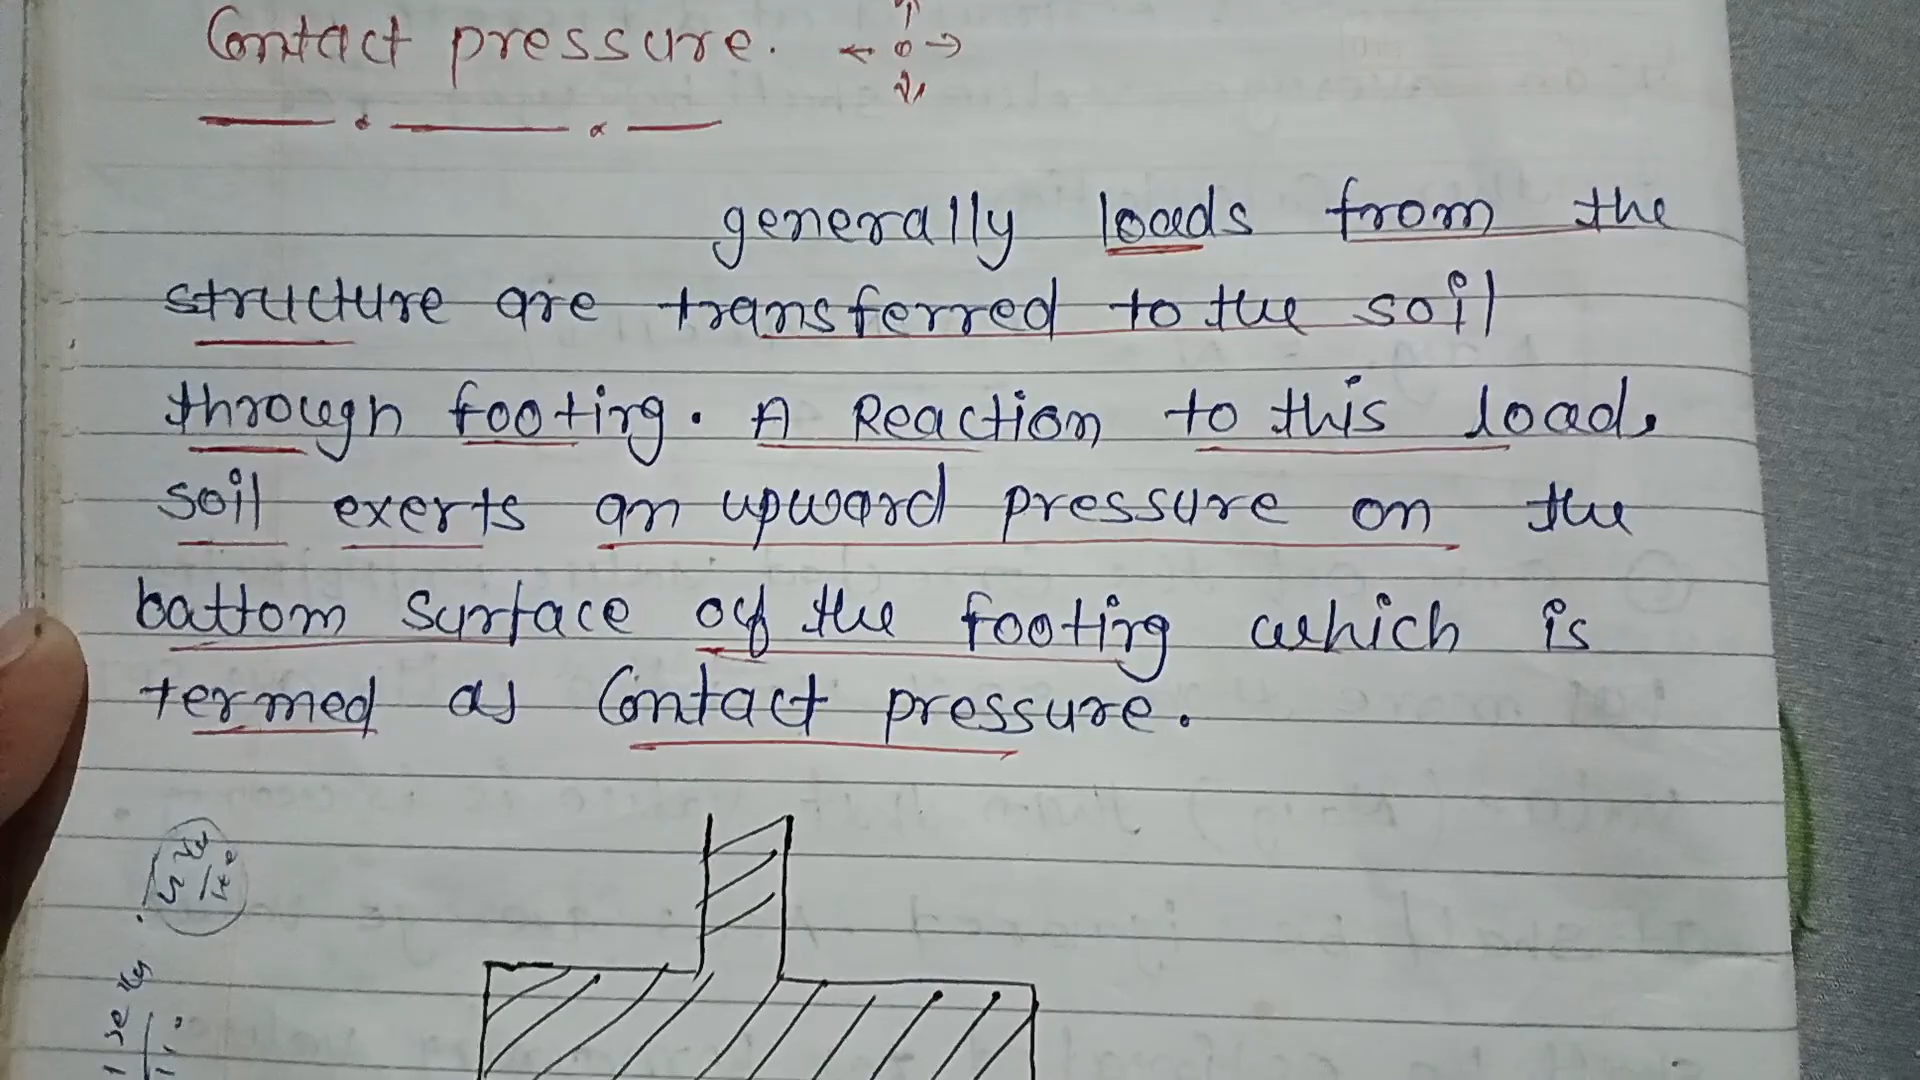 Contact pressure.
generally loads from the
structure are transferred to the soil
through footing. A Reaction to this load,
soil exerts an upward pressure on the
bottom surface of the footing which is
termed as Contact pressure.